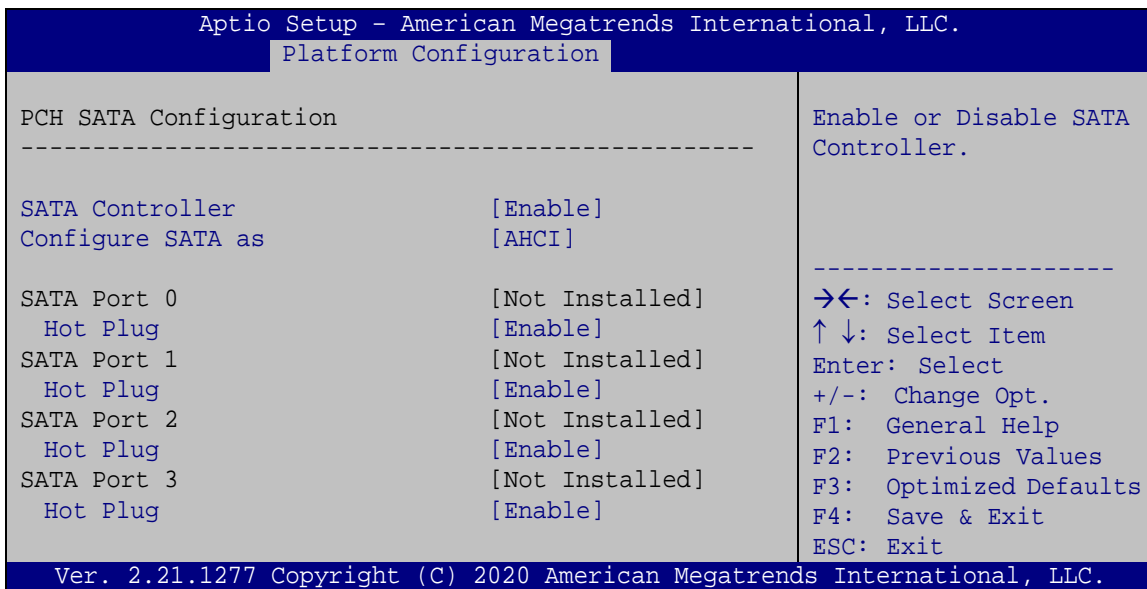 Aptio Setup – American Megatrends International, LLC.
Platform Configuration
PCH SATA Configuration
---------------------------------------------------
SATA Controller [Enable]
Configure SATA as [AHCI]
SATA Port 0 [Not Installed]
Hot Plug [Enable]
SATA Port 1 [Not Installed]
Hot Plug [Enable]
SATA Port 2 [Not Installed]
Hot Plug [Enable]
SATA Port 3 [Not Installed]
Hot Plug [Enable]
Enable or Disable SATA
Controller.
---------------------
→←: Select Screen
↑ ↓: Select Item
Enter: Select
+/-: Change Opt.
F1: General Help
F2: Previous Values
F3: Optimized Defaults
F4: Save & Exit
ESC: Exit
Ver. 2.21.1277 Copyright (C) 2020 American Megatrends International, LLC.